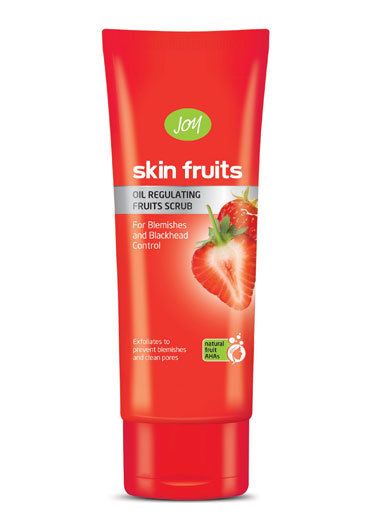 JOY
skin fruits
OIL REGULATING
FRUITS SCRUB
For Blemishes
and Blackhead
Control
Exfoliates to
prevent blemishes
and clean pores
natural
fruit
AHAs